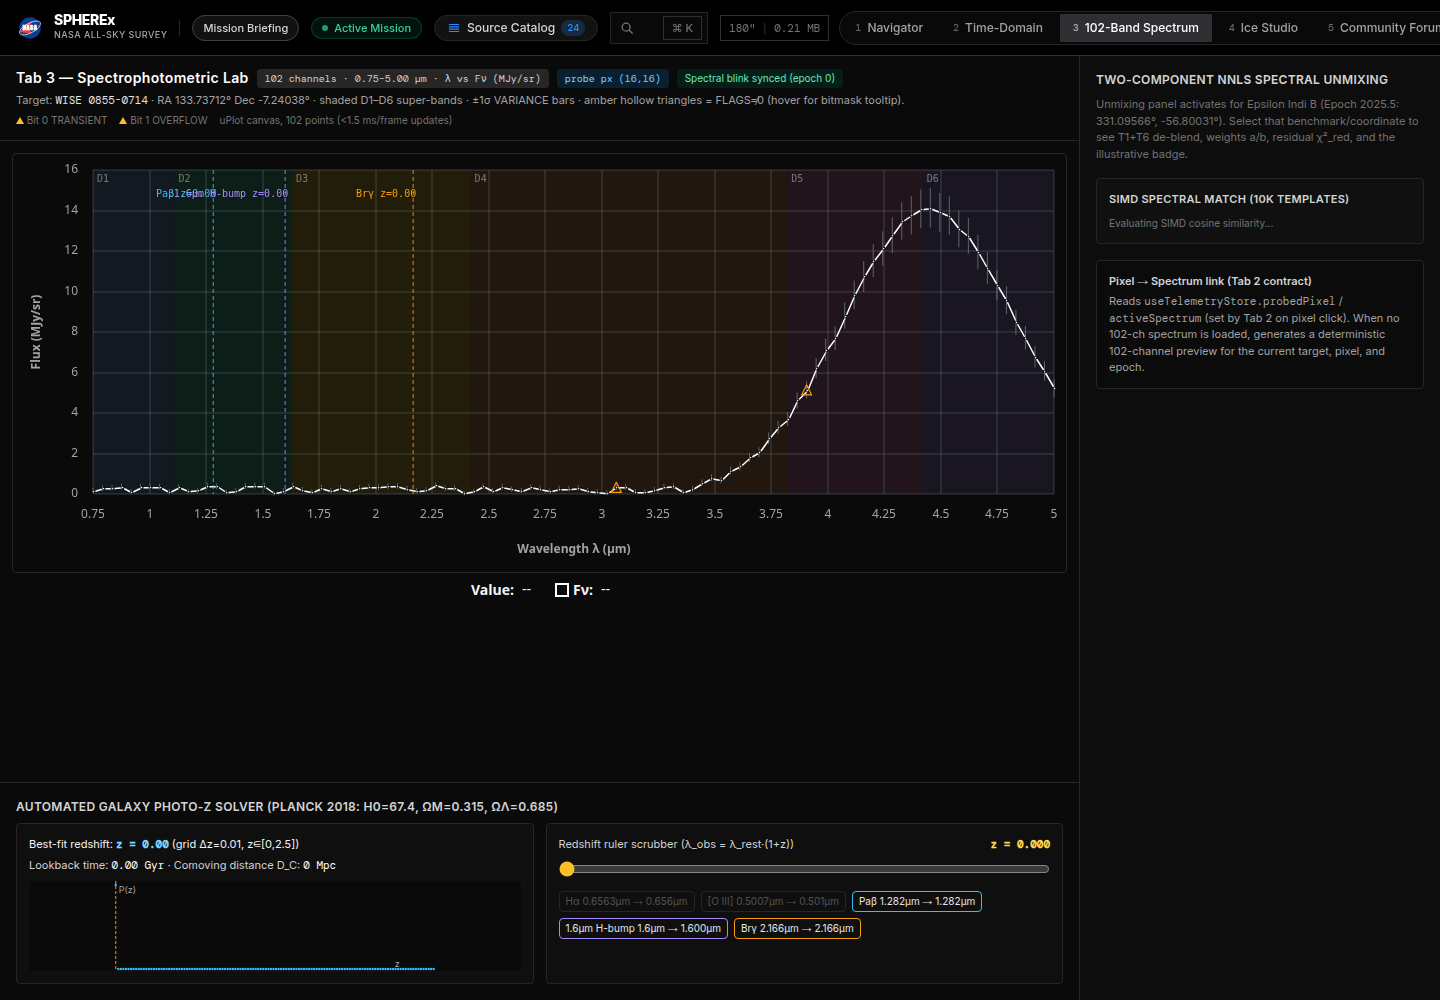 SPHEREx
NASA ALL-SKY SURVEY
Mission Briefing
Active Mission
Source Catalog 24
⌘ K
180" | 0.21 MB
1 Navigator
2 Time-Domain
3 102-Band Spectrum
4 Ice Studio
5 Community Forum
Tab 3 — Spectrophotometric Lab
102 channels · 0.75–5.00 µm · λ vs Fν (MJy/sr)
probe px (16,16)
Spectral blink synced (epoch 0)
Target: WISE 0855-0714 · RA 133.73712° Dec -7.24038° · shaded D1–D6 super-bands · ±1σ VARIANCE bars · amber hollow triangles = FLAGS≠0 (hover for bitmask tooltip).
Bit 0 TRANSIENT
Bit 1 OVERFLOW
uPlot canvas, 102 points (<1.5 ms/frame updates)
16
14
12
10
8
6
4
2
0
Flux (MJy/sr)
D1
D2
D3
D4
D5
D6
Paβ z=0.00
1.6µm H-bump z=0.00
Brγ z=0.00
0.75
1
1.25
1.5
1.75
2
2.25
2.5
2.75
3
3.25
3.5
3.75
4
4.25
4.5
4.75
5
Wavelength λ (µm)
Value: --
Fν: --
AUTOMATED GALAXY PHOTO-Z SOLVER (PLANCK 2018: H0=67.4, ΩM=0.315, ΩΛ=0.685)
Best-fit redshift: z = 0.00 (grid Δz=0.01, z∈[0,2.5])
Lookback time: 0.00 Gyr · Comoving distance D_C: 0 Mpc
P(z)
z
Redshift ruler scrubber (λ_obs = λ_rest·(1+z))
z = 0.000
Hα 0.6563µm → 0.656µm
[O III] 0.5007µm → 0.501µm
Paβ 1.282µm → 1.282µm
1.6µm H-bump 1.6µm → 1.600µm
Brγ 2.166µm → 2.166µm
TWO-COMPONENT NNLS SPECTRAL UNMIXING
Unmixing panel activates for Epsilon Indi B (Epoch 2025.5:
331.09566°, -56.80031°). Select that benchmark/coordinate to
see T1+T6 de-blend, weights a/b, residual χ²_red, and the
illustrative badge.
SIMD SPECTRAL MATCH (10K TEMPLATES)
Evaluating SIMD cosine similarity...
Pixel → Spectrum link (Tab 2 contract)
Reads useTelemetryStore.probedPixel /
activeSpectrum (set by Tab 2 on pixel click). When no
102-ch spectrum is loaded, generates a deterministic
102-channel preview for the current target, pixel, and
epoch.